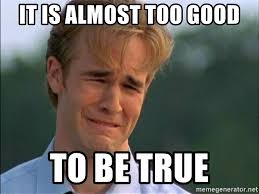 IT IS ALMOST TOO GOOD
TO BE TRUE
memegenerator.net